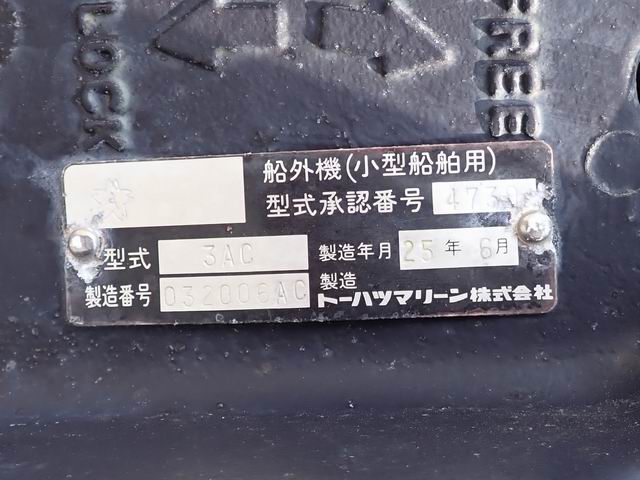 LOCK
FREE
船外機(小型船舶用)
型式承認番号
型式 3AC
製造年月 25年 6月
製造番号 032006AC
製造
トーハツマリーン株式会社